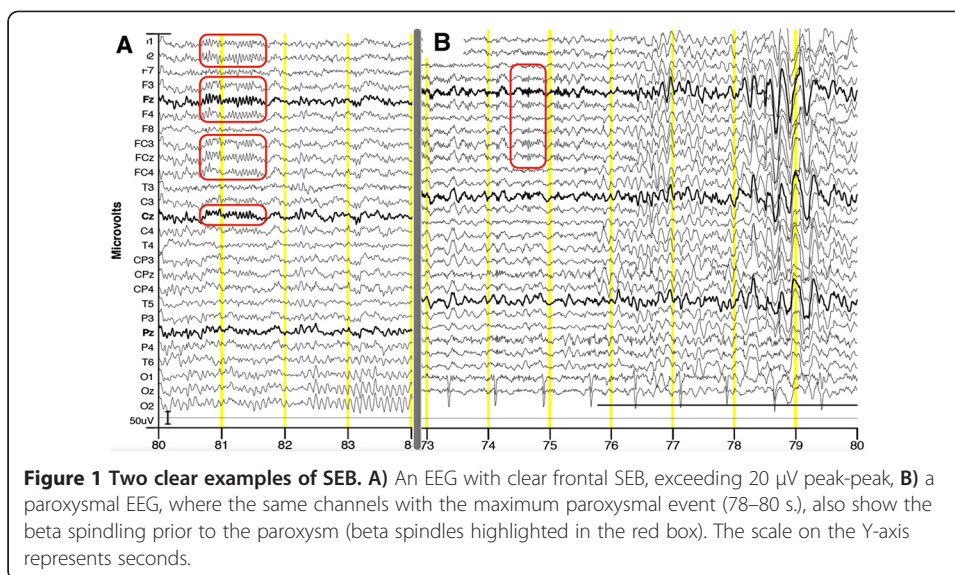 A
B
F7
F3
Fz
F4
F8
FC3
FCz
FC4
T3
C3
Cz
C4
T4
CP3
CPz
CP4
T5
P3
Pz
P4
T6
O1
Oz
O2
Microvolts
50uV
80 81 82 83 8 73 74 75 76 77 78 79 80
Figure 1 Two clear examples of SEB. A) An EEG with clear frontal SEB, exceeding 20 μV peak-peak, B) a
paroxysmal EEG, where the same channels with the maximum paroxysmal event (78–80 s.), also show the
beta spindling prior to the paroxysm (beta spindles highlighted in the red box). The scale on the Y-axis
represents seconds.